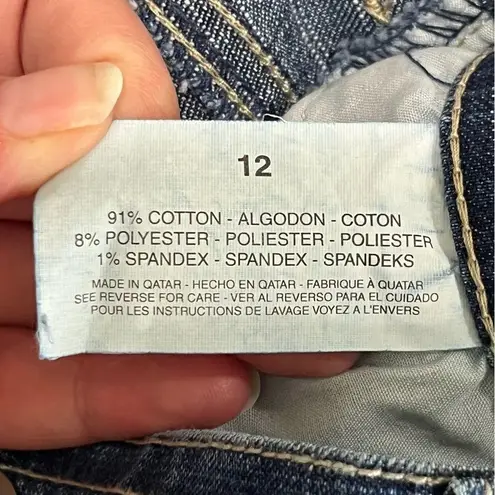 12
91% COTTON - ALGODON - COTON
8% POLYESTER - POLIESTER - POLIESTER
1% SPANDEX - SPANDEX - SPANDEKS
MADE IN QATAR - HECHO EN QATAR - FABRIQUE À QUATAR
SEE REVERSE FOR CARE - VER AL REVERSO PARA EL CUIDADO
POUR LES INSTRUCTIONS DE LAVAGE VOYEZ A L'ENVERS